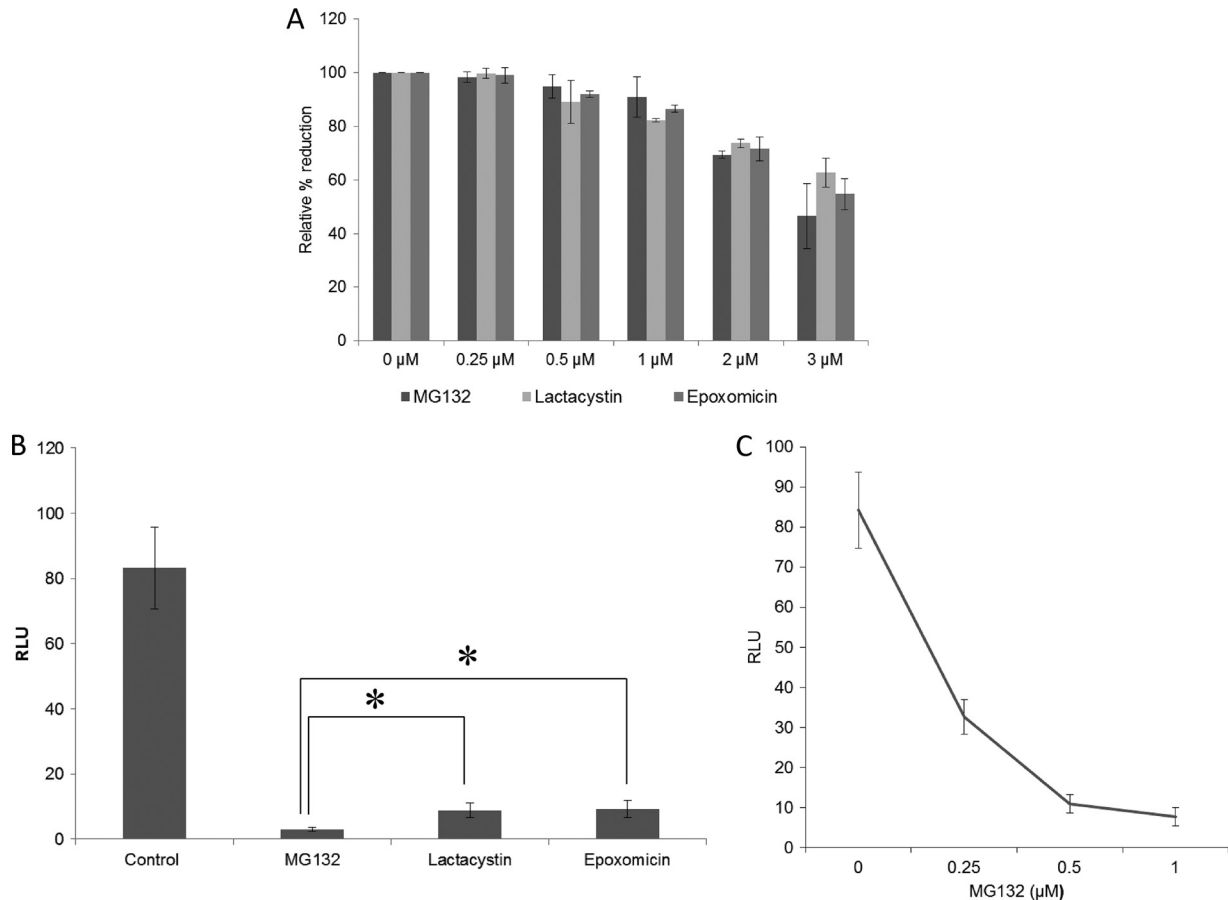 A
Relative % reduction
120
100
80
60
40
20
0
0 µM 0.25 µM 0.5 µM 1 µM 2 µM 3 µM
MG132 Lactacystin Epoxomicin
B
RLU
120
100
80
60
40
20
0
*
*
Control MG132 Lactacystin Epoxomicin
C
RLU
100
90
80
70
60
50
40
30
20
10
0
0 0.25 0.5 1
MG132 (µM)